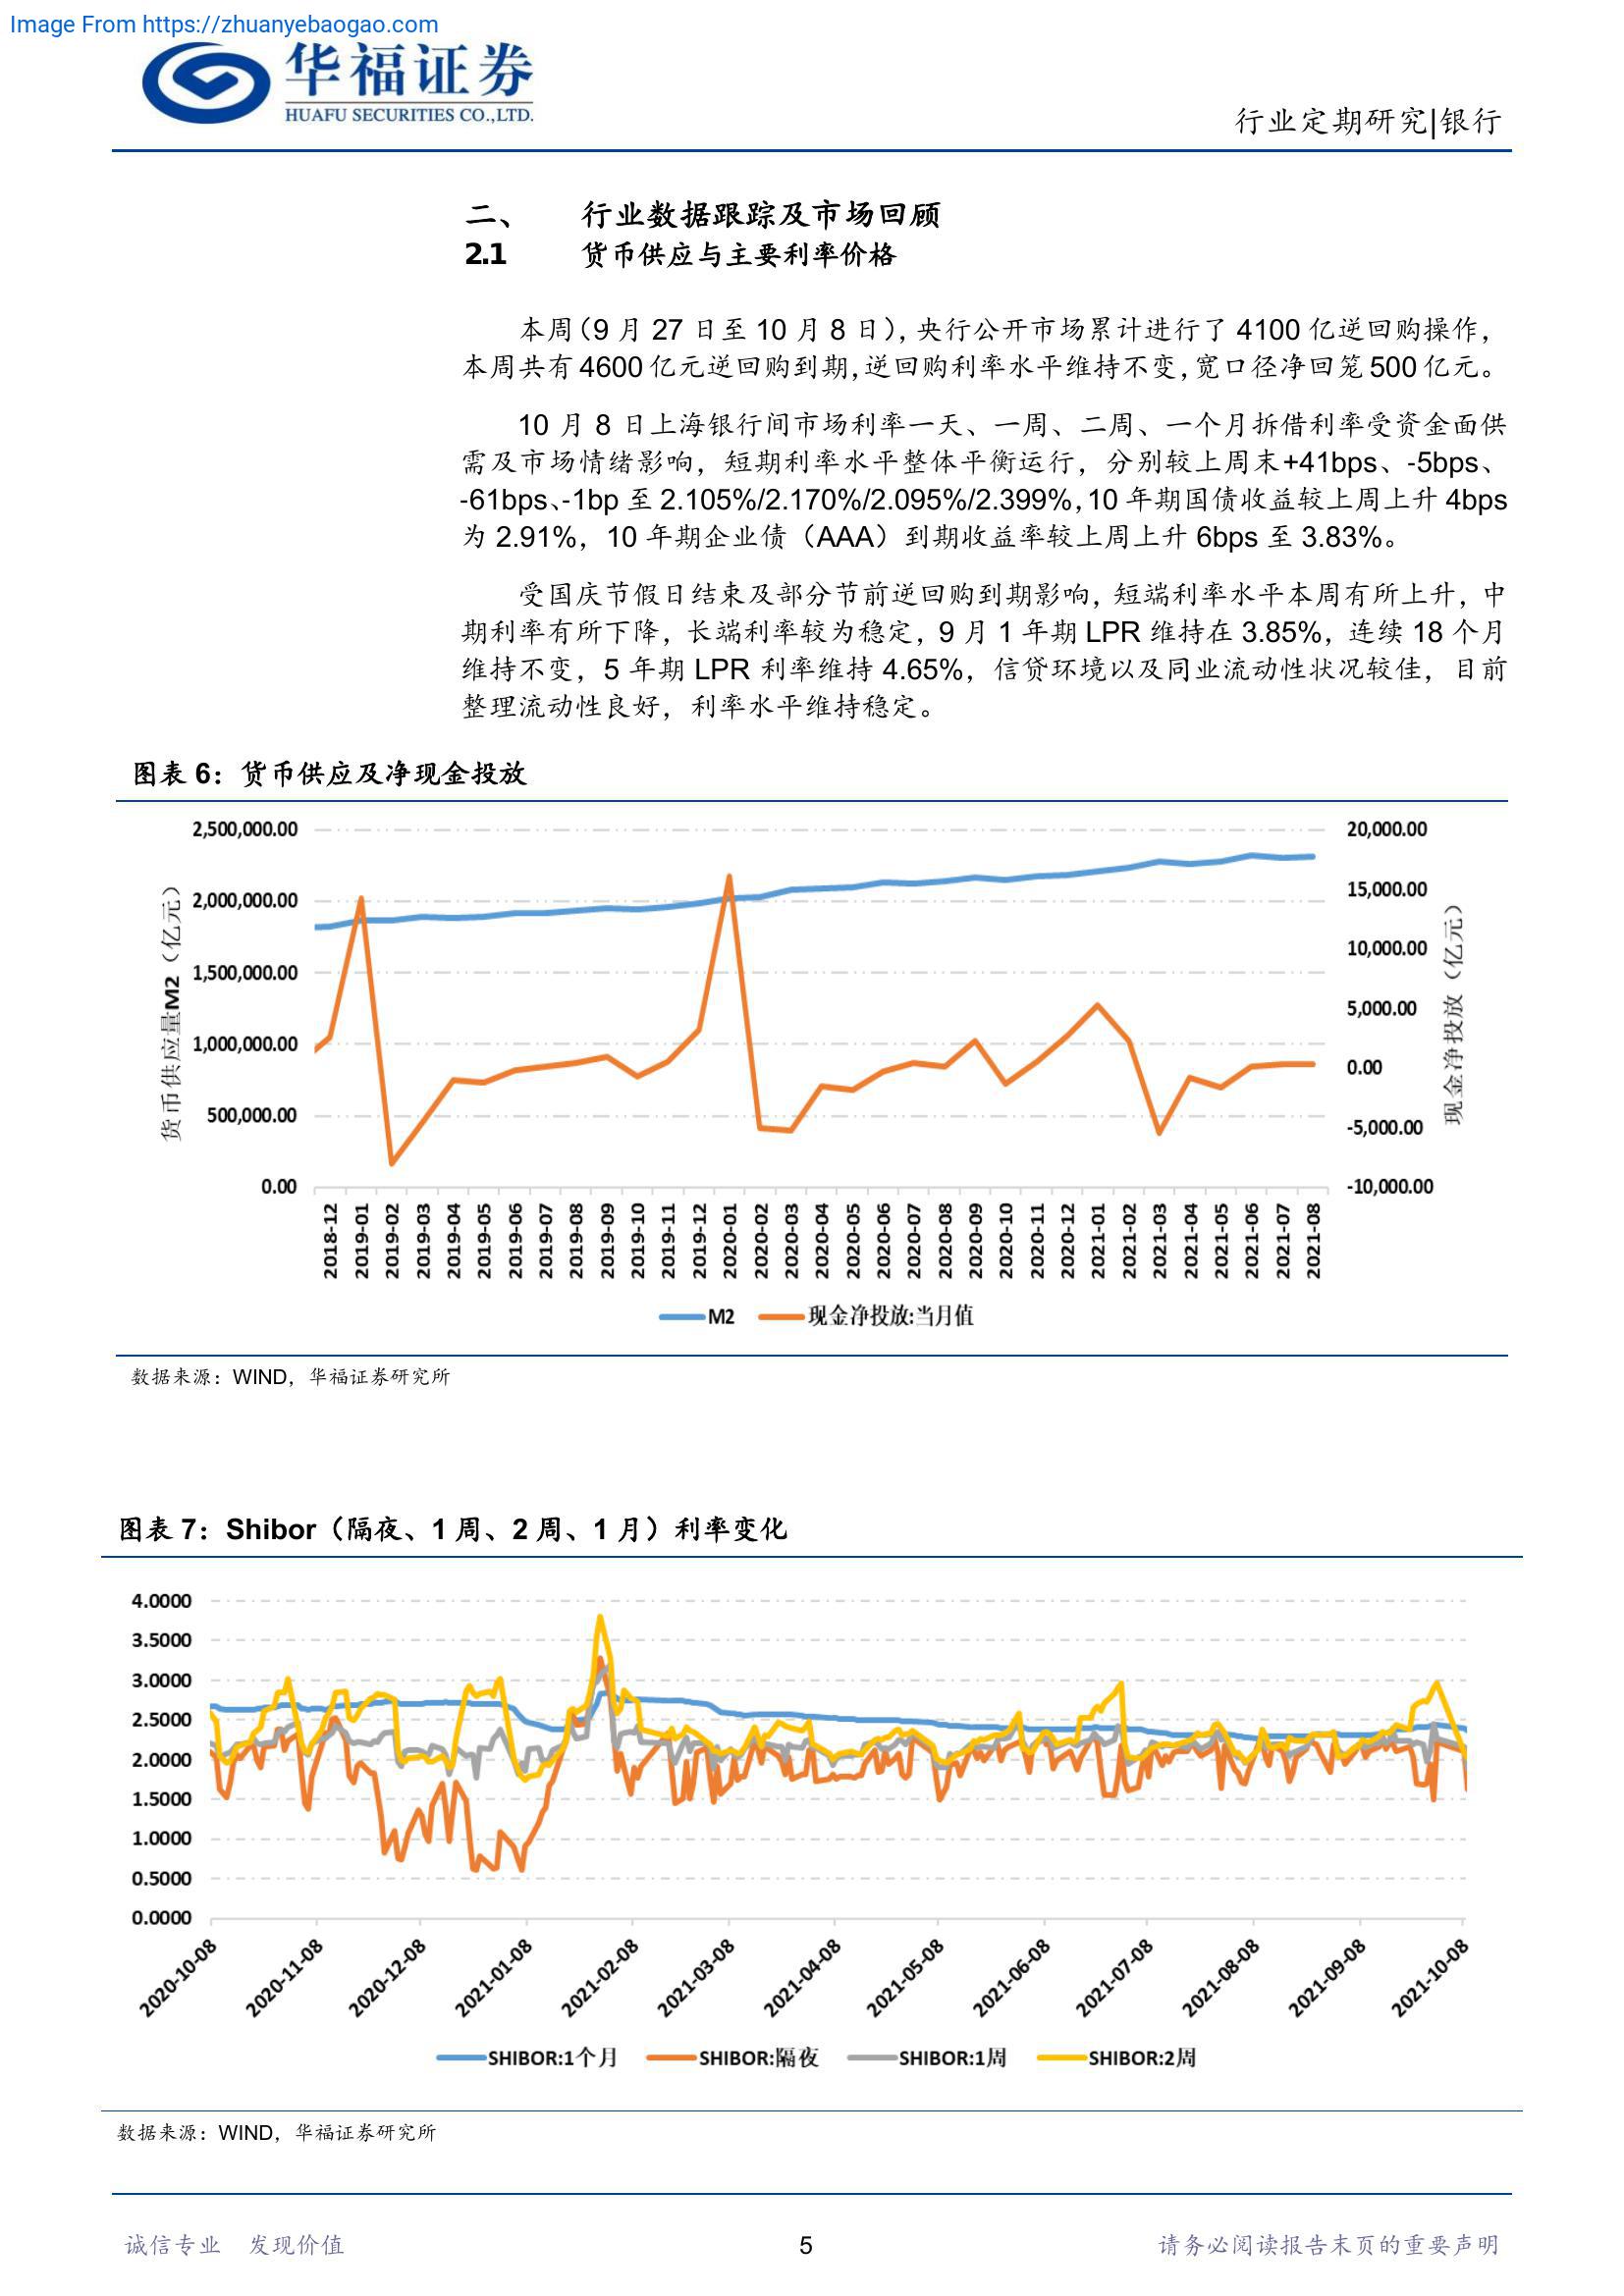 Image From https://zhuanyebaogao.com
华福证券
HUAFU SECURITIES CO.,LTD.
行业定期研究|银行
二、 行业数据跟踪及市场回顾
2.1 货币供应与主要利率价格
本周（9 月 27 日至 10 月 8 日），央行公开市场累计进行了 4100 亿逆回购操作，
本周共有 4600 亿元逆回购到期，逆回购利率水平维持不变，宽口径净回笼 500 亿元。
10 月 8 日上海银行间市场利率一天、一周、二周、一个月拆借利率受资金面供
需及市场情绪影响，短期利率水平整体平衡运行，分别较上周末+41bps、-5bps、
-61bps、-1bp 至 2.105%/2.170%/2.095%/2.399%，10 年期国债收益较上周上升 4bps
为 2.91%，10 年期企业债（AAA）到期收益率较上周上升 6bps 至 3.83%。
受国庆节假日结束及部分节前逆回购到期影响，短端利率水平本周有所上升，中
期利率有所下降，长端利率较为稳定，9 月 1 年期 LPR 维持在 3.85%，连续 18 个月
维持不变，5 年期 LPR 利率维持 4.65%，信贷环境以及同业流动性状况较佳，目前
整理流动性良好，利率水平维持稳定。
图表 6：货币供应及净现金投放
货币供应量M2（亿元）
2,500,000.00
2,000,000.00
1,500,000.00
1,000,000.00
500,000.00
0.00
20,000.00
15,000.00
10,000.00
5,000.00
0.00
-5,000.00
-10,000.00
现金净投放（亿元）
2018-12
2019-01
2019-02
2019-03
2019-04
2019-05
2019-06
2019-07
2019-08
2019-09
2019-10
2019-11
2019-12
2020-01
2020-02
2020-03
2020-04
2020-05
2020-06
2020-07
2020-08
2020-09
2020-10
2020-11
2020-12
2021-01
2021-02
2021-03
2021-04
2021-05
2021-06
2021-07
2021-08
M2 现金净投放:当月值
数据来源：WIND，华福证券研究所
图表 7：Shibor（隔夜、1 周、2 周、1 月）利率变化
4.0000
3.5000
3.0000
2.5000
2.0000
1.5000
1.0000
0.5000
0.0000
2020-10-08
2020-11-08
2020-12-08
2021-01-08
2021-02-08
2021-03-08
2021-04-08
2021-05-08
2021-06-08
2021-07-08
2021-08-08
2021-09-08
2021-10-08
SHIBOR:1个月 SHIBOR:隔夜 SHIBOR:1周 SHIBOR:2周
数据来源：WIND，华福证券研究所
诚信专业 发现价值 5 请务必阅读报告末页的重要声明